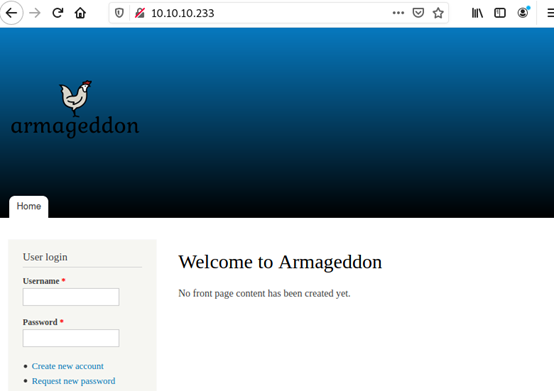 10.10.10.233
armageddon
Home
User login
Welcome to Armageddon
Username *
No front page content has been created yet.
Password *
Create new account
Request new password